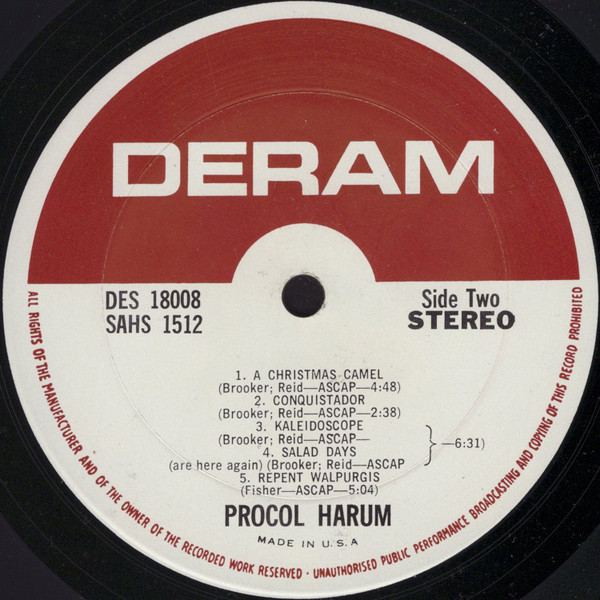 DERAM
DES 18008
SAHS 1512
Side Two
STEREO
1. A CHRISTMAS CAMEL
(Brooker; Reid—ASCAP—4:48)
2. CONQUISTADOR
(Brooker; Reid—ASCAP—2:38)
3. KALEIDOSCOPE
(Brooker; Reid—ASCAP—
4. SALAD DAYS
(are here again) (Brooker; Reid—ASCAP
—6:31)
5. REPENT WALPURGIS
(Fisher—ASCAP—5:04)
PROCOL HARUM
MADE IN U.S.A
ALL RIGHTS OF THE MANUFACTURER AND OF THE OWNER OF THE RECORDED WORK RESERVED · UNAUTHORISED PUBLIC PERFORMANCE BROADCASTING AND COPYING OF THIS RECORD PROHIBITED